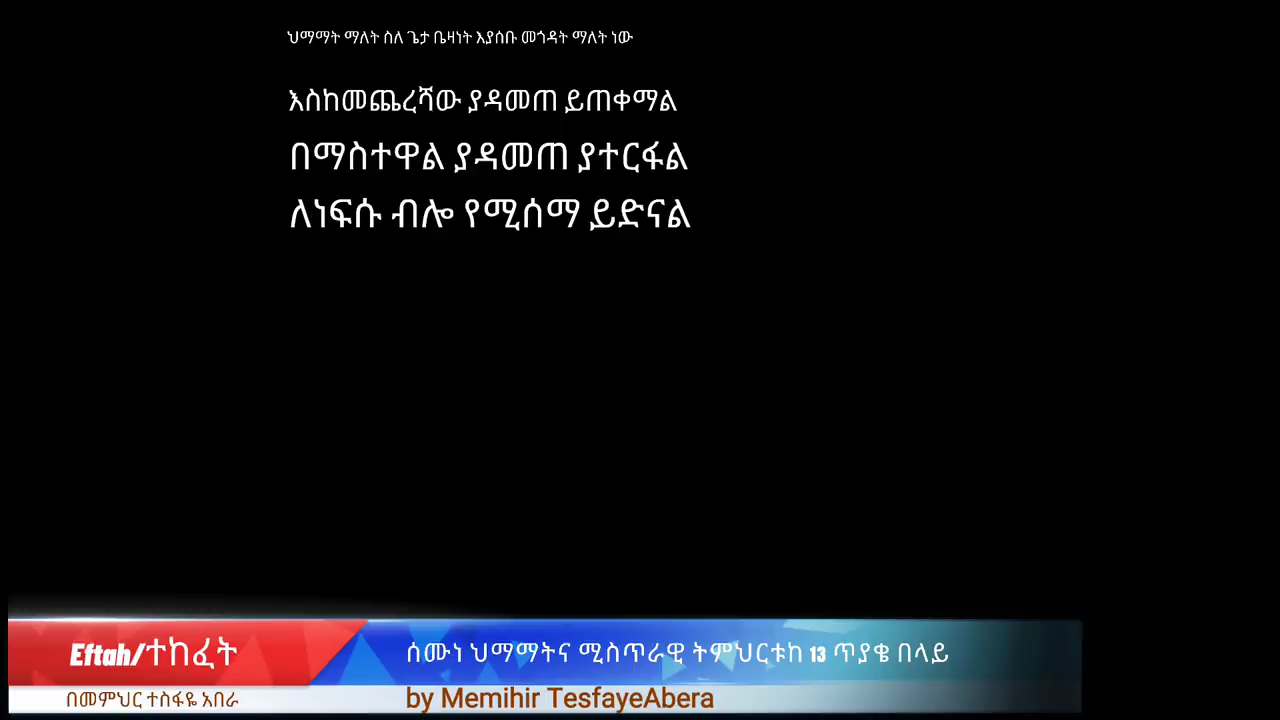 ህማማት ማለት ስለ ጌታ ቤዛነት እያሰቡ መጎዳት ማለት ነው
እስከመጨረሻው ያዳመጠ ይጠቀማል
በማስተዋል ያዳመጠ ያተርፋል
ለነፍሱ ብሎ የሚሰማ ይድናል
Eftah/ተከፈት
ሰሙነ ህማማትና ሚስጥራዊ ትምህርቱከ 13 ጥያቄ በላይ
በመምህር ተስፋዬ አበራ
by Memihir TesfayeAbera